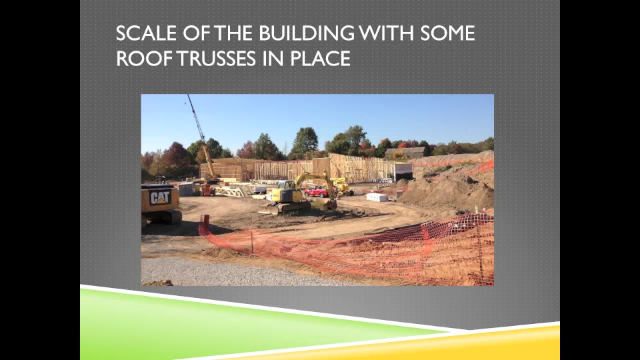 SCALE OF THE BUILDING WITH SOME
ROOF TRUSSES IN PLACE
CAT